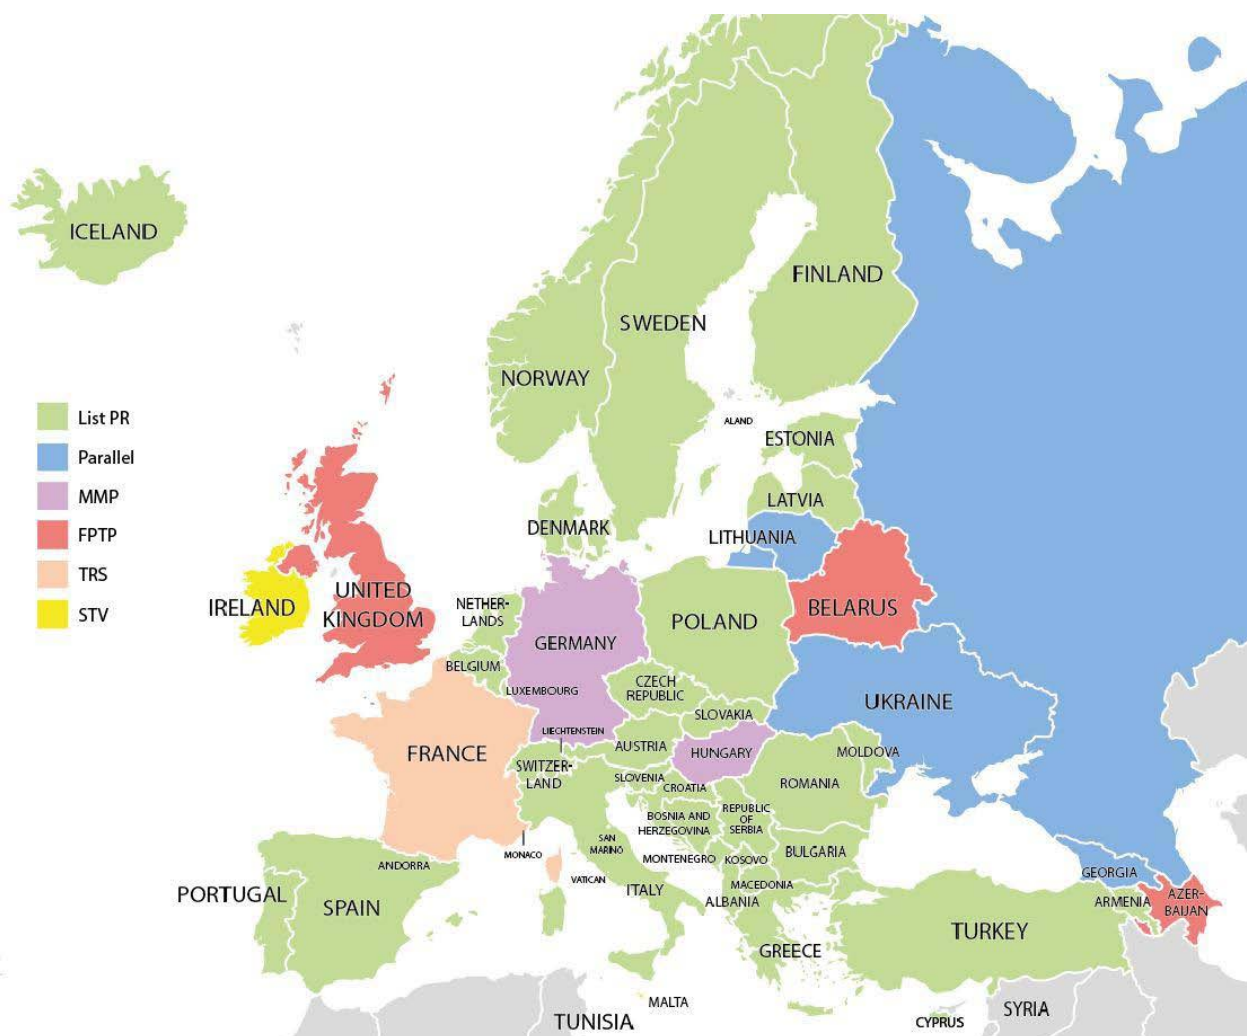 ICELAND
FINLAND
SWEDEN
NORWAY
List PR
Parallel
MMP
FPTP
TRS
STV
ALAND
ESTONIA
LATVIA
DENMARK
LITHUANIA
IRELAND
UNITED
KINGDOM
NETHER-
LANDS
BELARUS
POLAND
GERMANY
BELGIUM
LUXEMBOURG
CZECH
REPUBLIC
UKRAINE
SLOVAKIA
LIECHTENSTEIN
FRANCE
AUSTRIA
HUNGARY
MOLDOVA
SWITZER-
LAND
SLOVENIA
CROATIA
ROMANIA
BOSNIA AND
HERZEGOVINA
REPUBLIC
OF
SERBIA
SAN
MARINO
MONACO
MONTENEGRO
KOSOVO
BULGARIA
ANDORRA
VATICAN
GEORGIA
MACEDONIA
PORTUGAL
SPAIN
ITALY
ALBANIA
ARMENIA
AZER-
BAIJAN
TURKEY
GREECE
MALTA
TUNISIA
CYPRUS
SYRIA